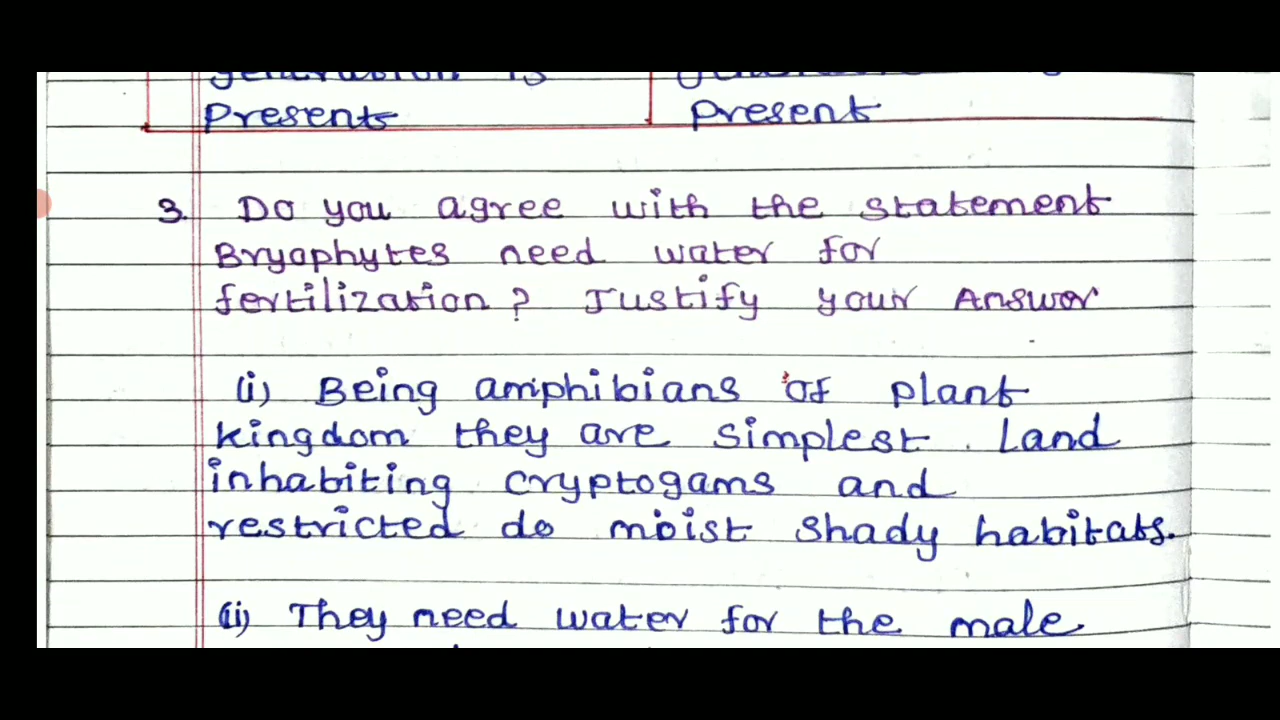 Presents
present
3. Do you agree with the statement
Bryophytes need water for
fertilization? Justify your Answer
(i) Being amphibians of plant
kingdom they are simplest Land
inhabiting cryptogams and
restricted do moist shady habitats.
(ii) They need water for the male